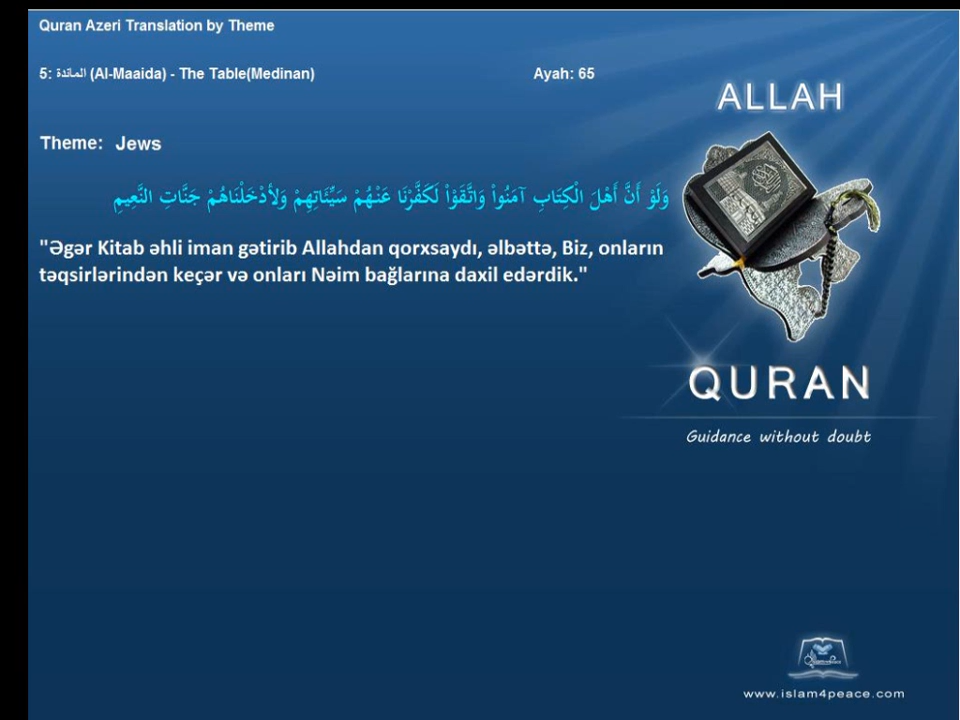 Quran Azeri Translation by Theme
5: المائدة (Al-Maaida) - The Table(Medinan) Ayah: 65
ALLAH
Theme: Jews
وَلَوْ أَنَّ أَهْلَ الْكِتَابِ آمَنُواْ وَاتَّقَوْاْ لَكَفَّرْنَا عَنْهُمْ سَيِّئَاتِهِمْ وَلأدْخَلْنَاهُمْ جَنَّاتِ النَّعِيمِ
"Əgər Kitab əhli iman gətirib Allahdan qorxsaydı, əlbəttə, Biz, onların
təqsirlərindən keçər və onları Nəim bağlarına daxil edərdik."
QURAN
Guidance without doubt
www.islam4peace.com